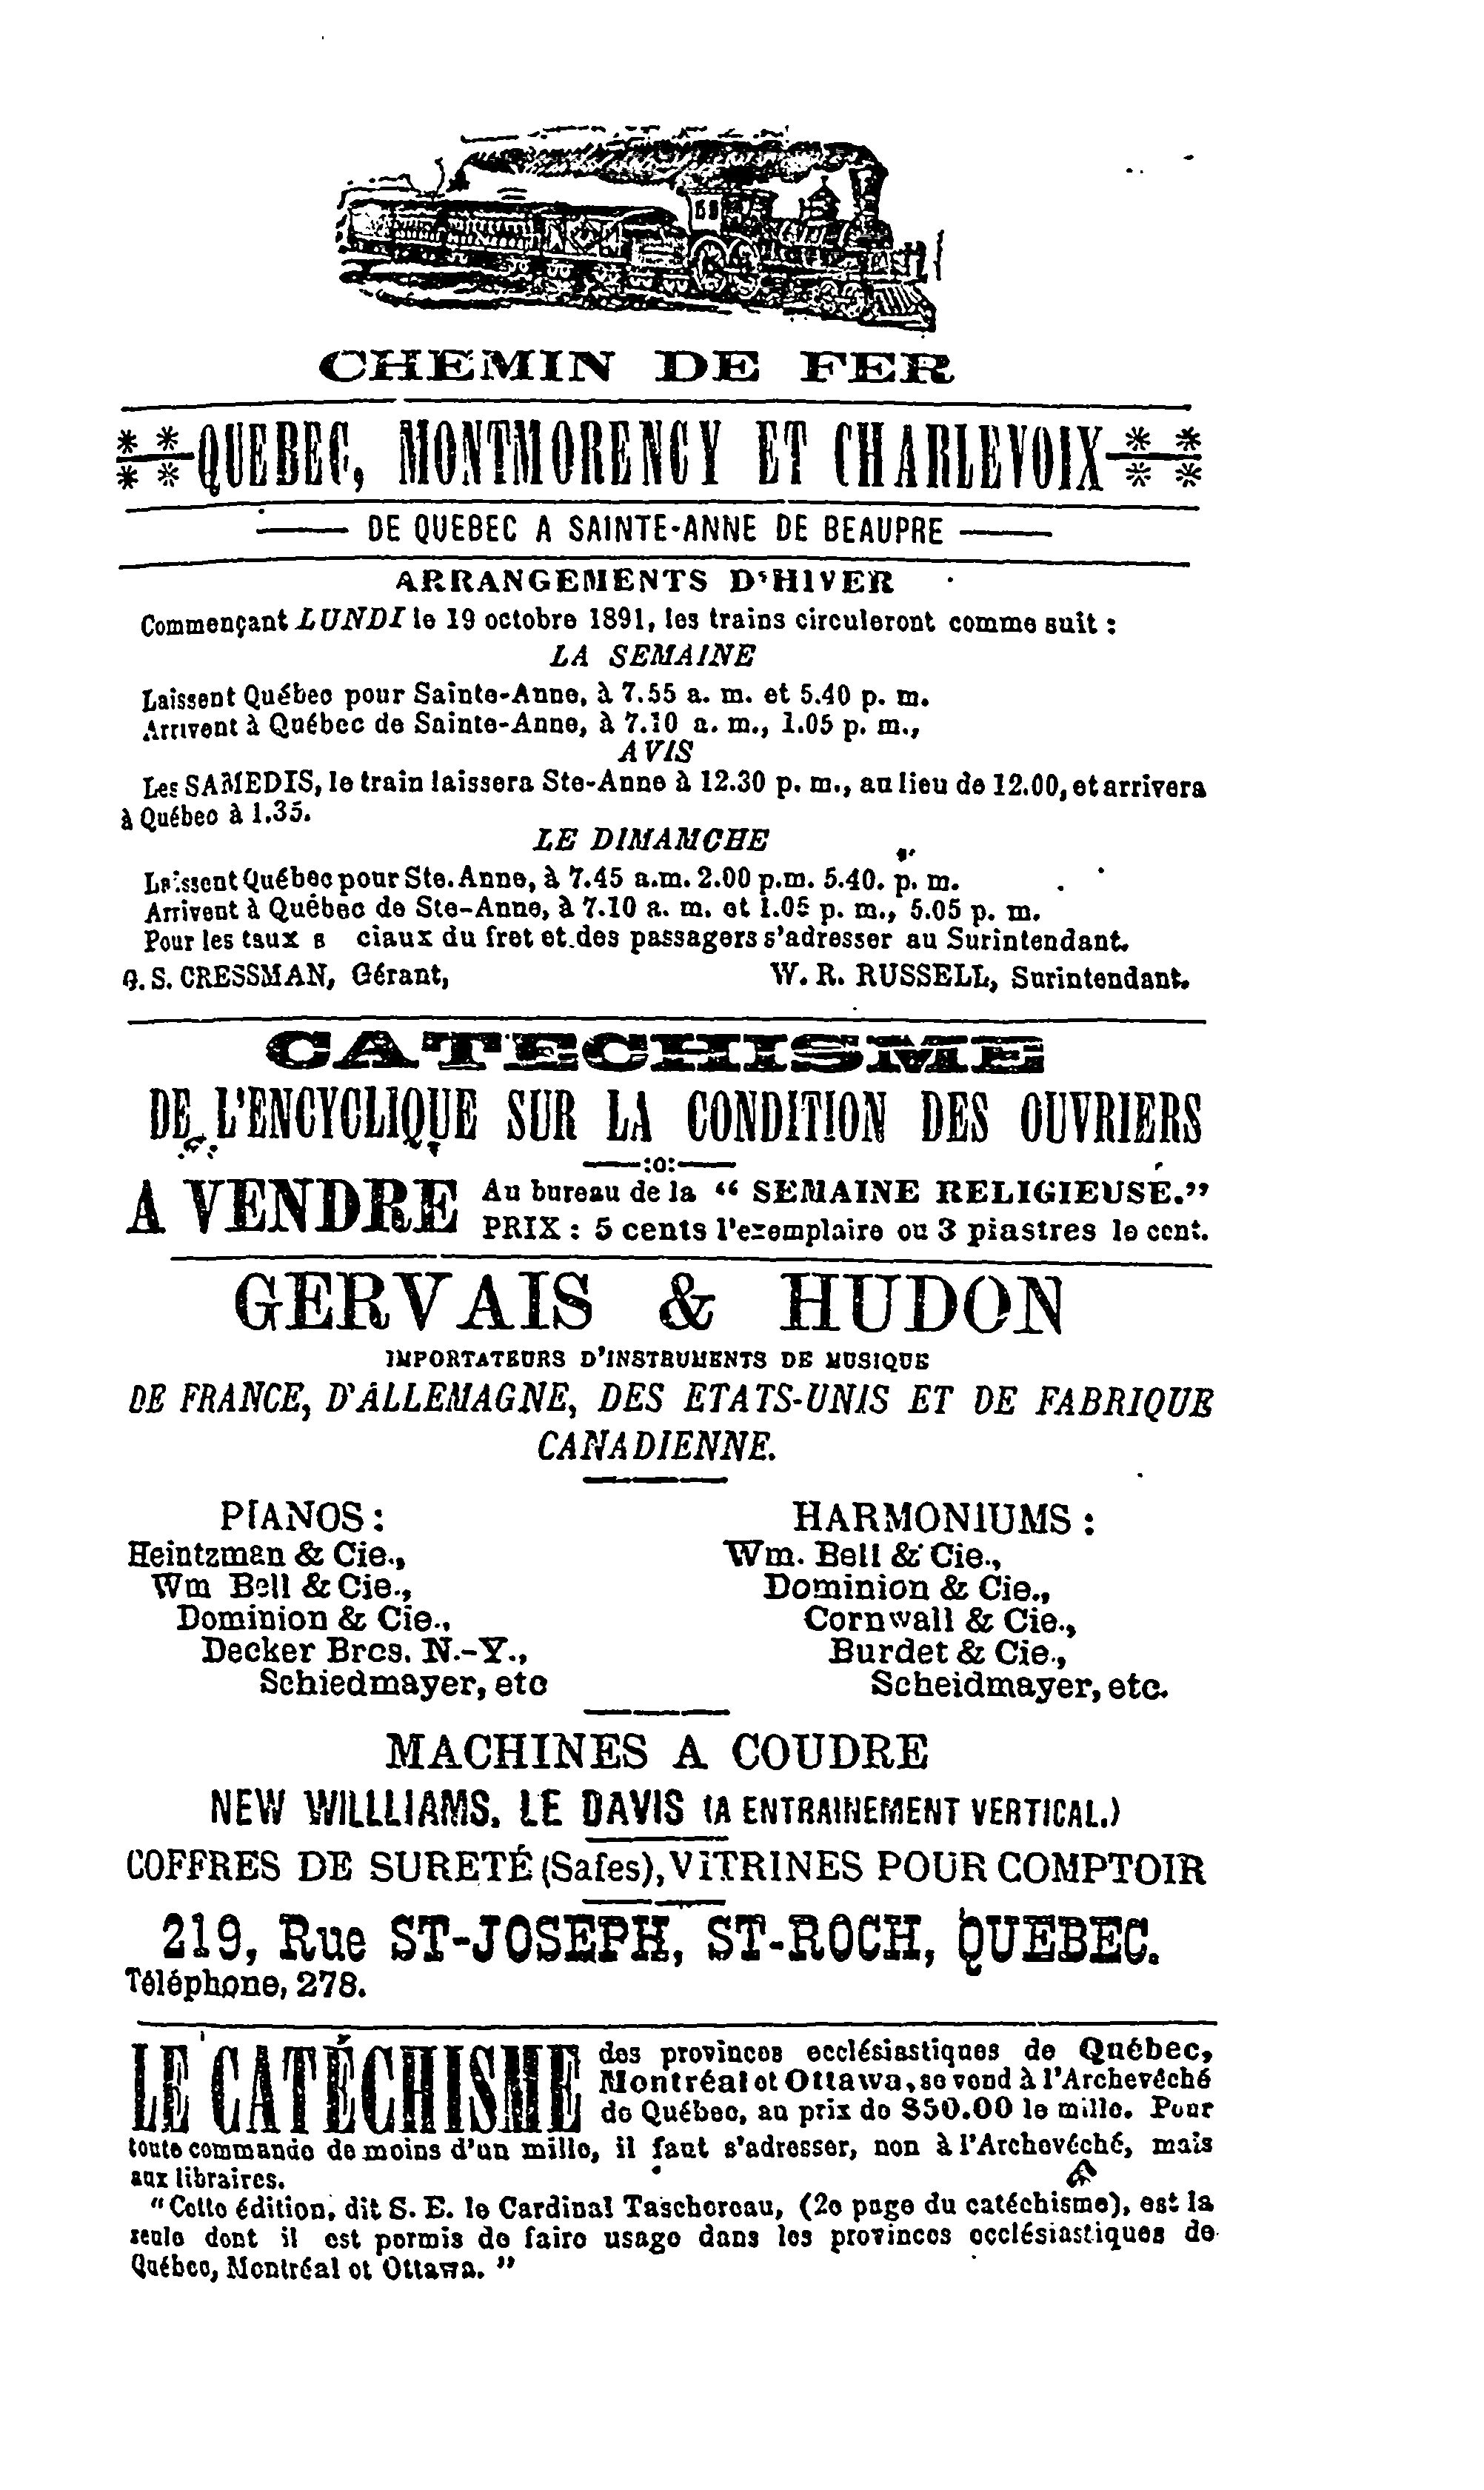 CHEMIN DE FER
QUEBEC, MONTMORENCY ET CHARLEVOIX
DE QUEBEC A SAINTE-ANNE DE BEAUPRE
ARRANGEMENTS D'HIVER
Commençant LUNDI le 19 octobre 1891, les trains circuleront comme suit :
LA SEMAINE
Laissent Québec pour Sainte-Anne, à 7.55 a. m. et 5.40 p. m.
Arrivent à Québec de Sainte-Anne, à 7.10 a. m., 1.05 p. m.,
AVIS
Les SAMEDIS, le train laissera Ste-Anne à 12.30 p. m., au lieu de 12.00, et arrivera
à Québec à 1.35.
LE DIMAMCHE
Laissent Québec pour Ste. Anne, à 7.45 a.m. 2.00 p.m. 5.40. p. m.
Arrivent à Québec de Ste-Anne, à 7.10 a. m. et 1.05 p. m., 5.05 p. m.
Pour les taux s ciaux du fret et des passagers s'adresser au Surintendant.
G. S. CRESSMAN, Gérant, W. R. RUSSELL, Surintendant.
CATECHISME
DE L'ENCYCLIQUE SUR LA CONDITION DES OUVRIERS
:o:
A VENDRE Au bureau de la “ SEMAINE RELIGIEUSE.”
PRIX : 5 cents l'exemplaire ou 3 piastres le cent.
GERVAIS & HUDON
IMPORTATEURS D'INSTRUMENTS DE MUSIQUE
DE FRANCE, D'ALLEMAGNE, DES ETATS-UNIS ET DE FABRIQUE
CANADIENNE.
PIANOS :
Heintzman & Cie.,
Wm Bell & Cie.,
Dominion & Cie.,
Decker Bros. N.-Y.,
Schiedmayer, etc
HARMONIUMS :
Wm. Bell & Cie.,
Dominion & Cie.,
Cornwall & Cie.,
Burdet & Cie.,
Scheidmayer, etc.
MACHINES A COUDRE
NEW WILLLIAMS, LE DAVIS (A ENTRAINEMENT VERTICAL.)
COFFRES DE SURETÉ (Safes), VITRINES POUR COMPTOIR
219, Rue ST-JOSEPH, ST-ROCH, QUEBEC.
Téléphone, 278.
LE CATÉCHISME des provinces ecclésiastiques de Québec,
Montréal et Ottawa, se vend à l'Archevêché
de Québec, au prix de $50.00 le mille. Pour
toute commande de moins d'un mille, il faut s'adresser, non à l'Archevêché, mais
aux libraires.
“ Cette édition, dit S. E. le Cardinal Taschereau, (2e page du catéchisme), est la
seule dont il est permis de faire usage dans les provinces ecclésiastiques de
Québec, Montréal et Ottawa. ”